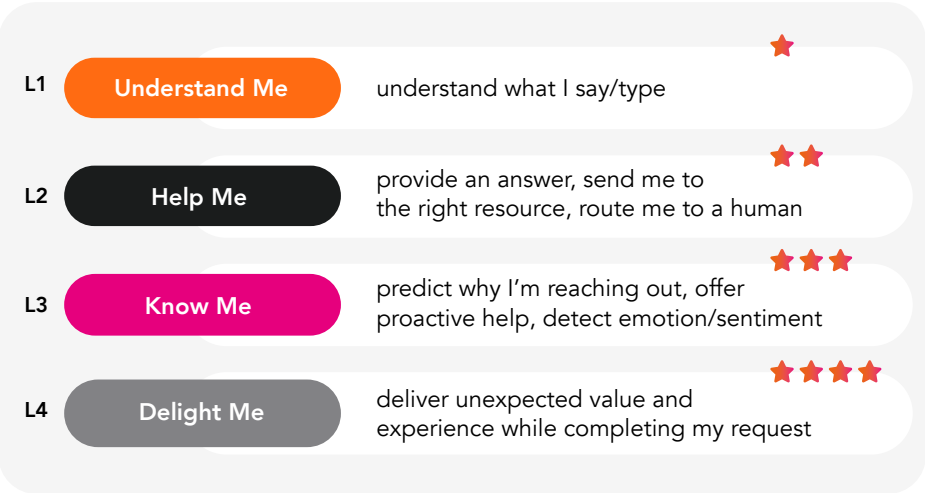 L1
Understand Me
understand what I say/type
L2
Help Me
provide an answer, send me to
the right resource, route me to a human
L3
Know Me
predict why I’m reaching out, offer
proactive help, detect emotion/sentiment
L4
Delight Me
deliver unexpected value and
experience while completing my request